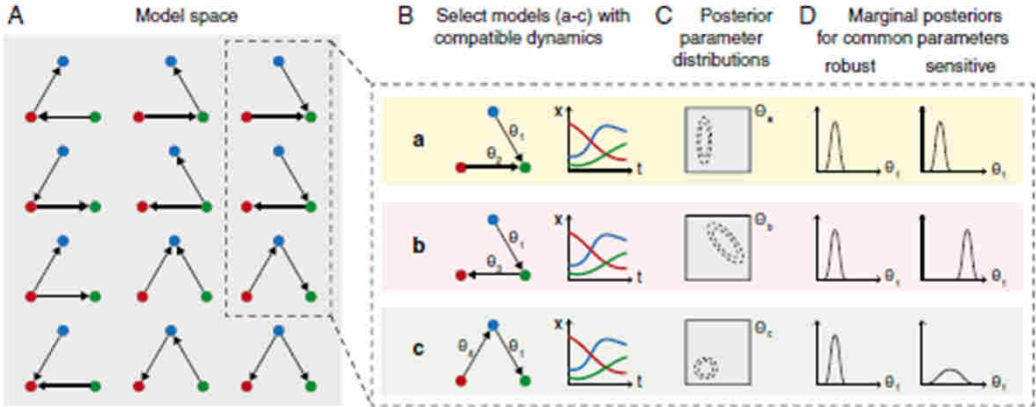 A Model space
B Select models (a-c) with
compatible dynamics
C Posterior
parameter
distributions
D Marginal posteriors
for common parameters
robust sensitive
a θ₁ θ₂ x t Θₐ θ₁ θ₁
b θ₁ θ₃ x t Θb θ₁ θ₁
c θ₄ θ₁ x t Θc θ₁ θ₁